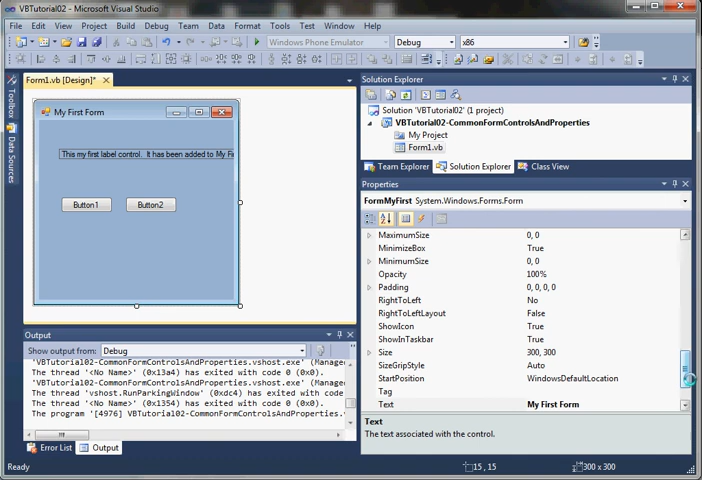 VBTutorial02 - Microsoft Visual Studio
File Edit View Project Build Debug Team Data Format Tools Test Window Help
Windows Phone Emulator Debug x86
Form1.vb [Design]*
Toolbox
Data Sources
My First Form
This my first label control. It has been added to My Fi
Button1 Button2
Solution Explorer
Solution 'VBTutorial02' (1 project)
VBTutorial02-CommonFormControlsAndProperties
My Project
Form1.vb
Team Explorer Solution Explorer Class View
Properties
FormMyFirst System.Windows.Forms.Form
MaximumSize 0, 0
MinimizeBox True
MinimumSize 0, 0
Opacity 100%
Padding 0, 0, 0, 0
RightToLeft No
RightToLeftLayout False
ShowIcon True
ShowInTaskbar True
Size 300, 300
SizeGripStyle Auto
StartPosition WindowsDefaultLocation
Tag
Text My First Form
Text
The text associated with the control.
Output
Show output from: Debug
'VBTutorial02-CommonFormControlsAndProperties.vshost.exe' (Manag
The thread '<No Name>' (0x13a4) has exited with code 0 (0x0).
'VBTutorial02-CommonFormControlsAndProperties.vshost.exe' (Manag
The thread 'vshost.RunParkingWindow' (0xdc4) has exited with code
The thread '<No Name>' (0x1354) has exited with code 0 (0x0).
The program '[4976] VBTutorial02-CommonFormControlsAndProperties.
Error List Output
Ready 15, 15 300 x 300